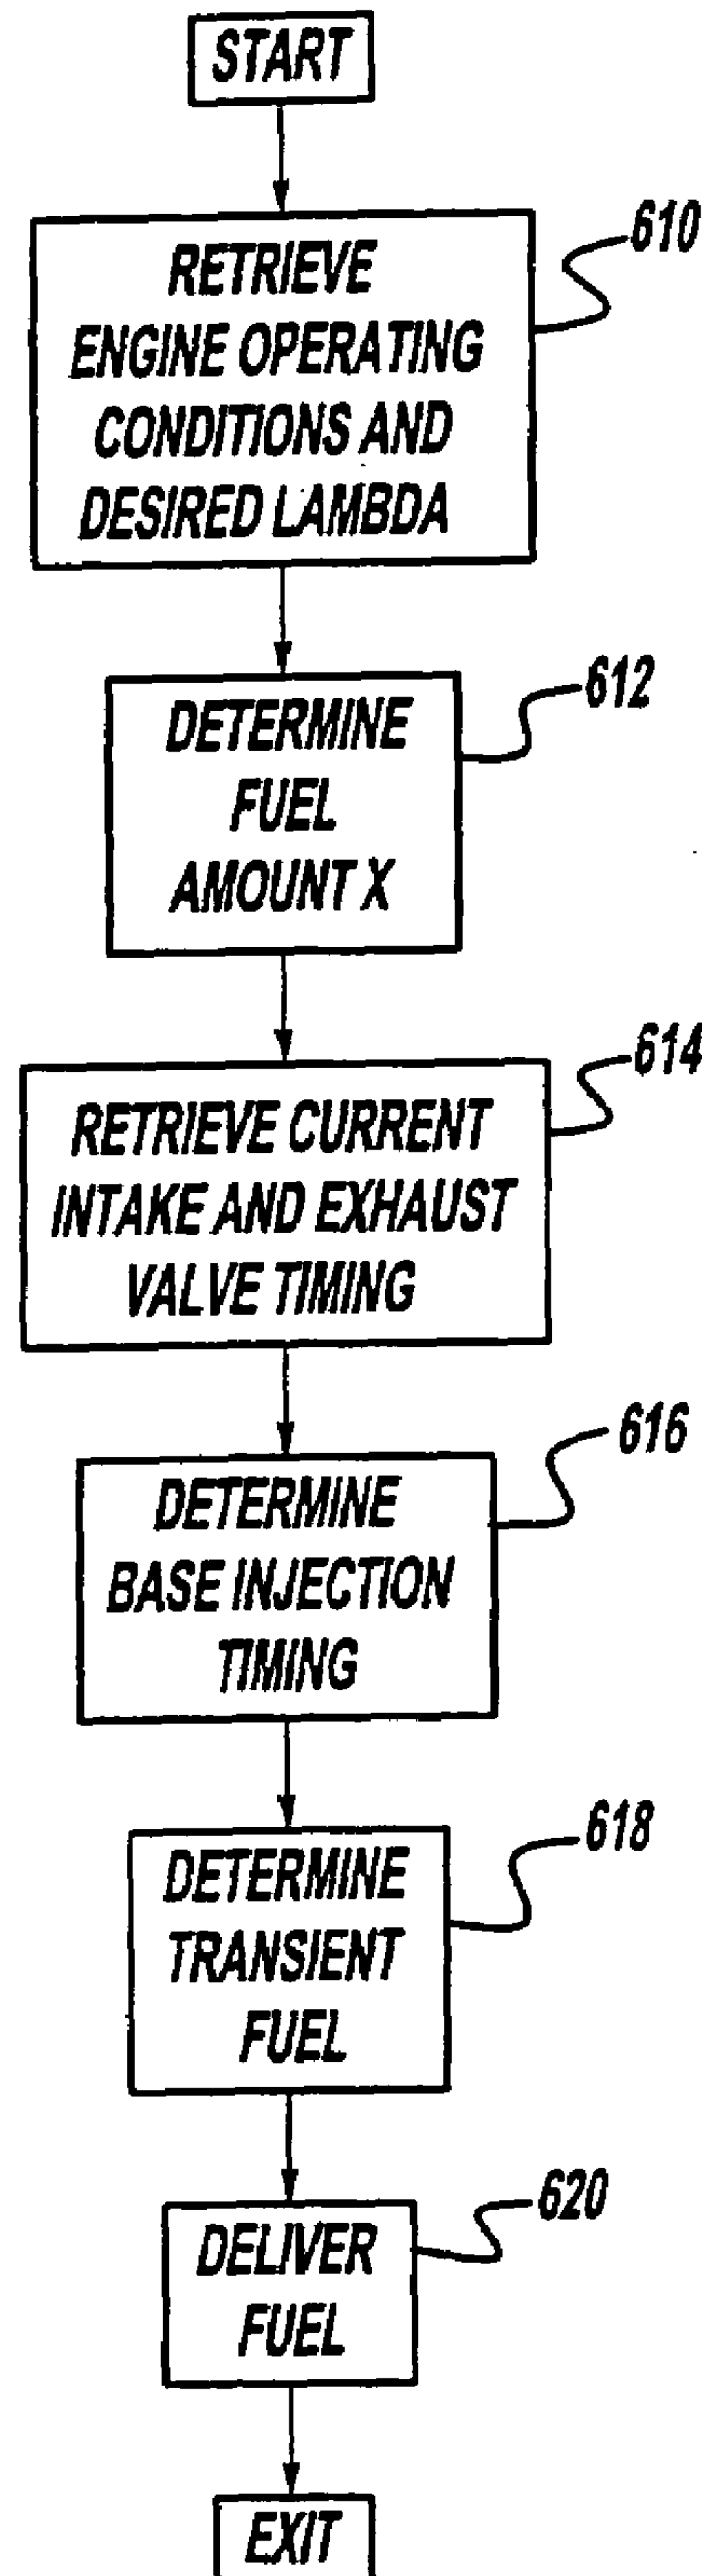 START
RETRIEVE
ENGINE OPERATING
CONDITIONS AND
DESIRED LAMBDA
610
DETERMINE
FUEL
AMOUNT X
612
RETRIEVE CURRENT
INTAKE AND EXHAUST
VALVE TIMING
614
DETERMINE
BASE INJECTION
TIMING
616
DETERMINE
TRANSIENT
FUEL
618
DELIVER
FUEL
620
EXIT